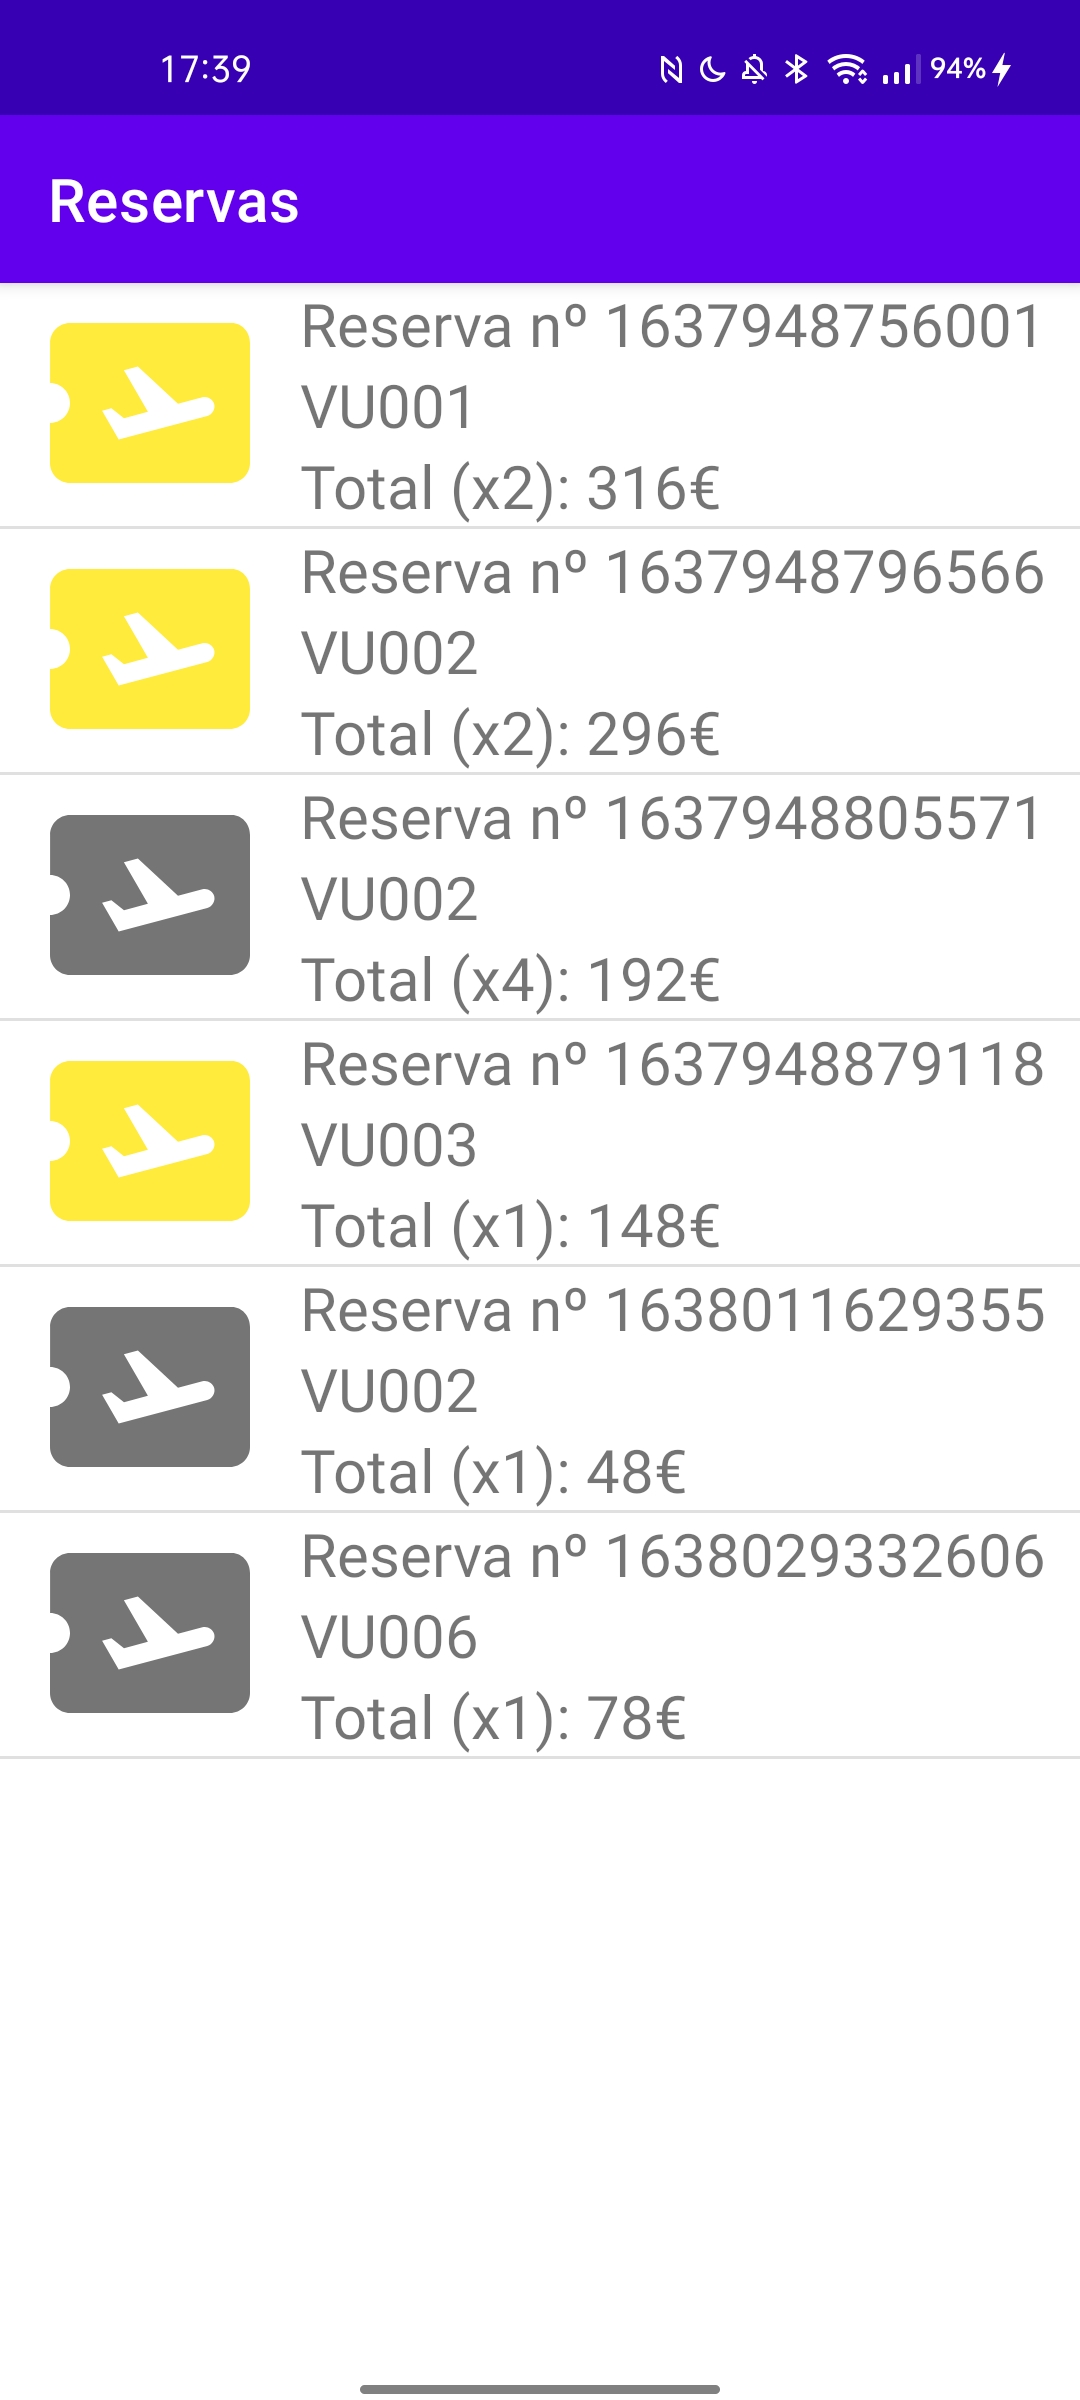 17:39
94%
Reservas
Reserva nº 1637948756001
VU001
Total (x2): 316€
Reserva nº 1637948796566
VU002
Total (x2): 296€
Reserva nº 1637948805571
VU002
Total (x4): 192€
Reserva nº 1637948879118
VU003
Total (x1): 148€
Reserva nº 1638011629355
VU002
Total (x1): 48€
Reserva nº 1638029332606
VU006
Total (x1): 78€